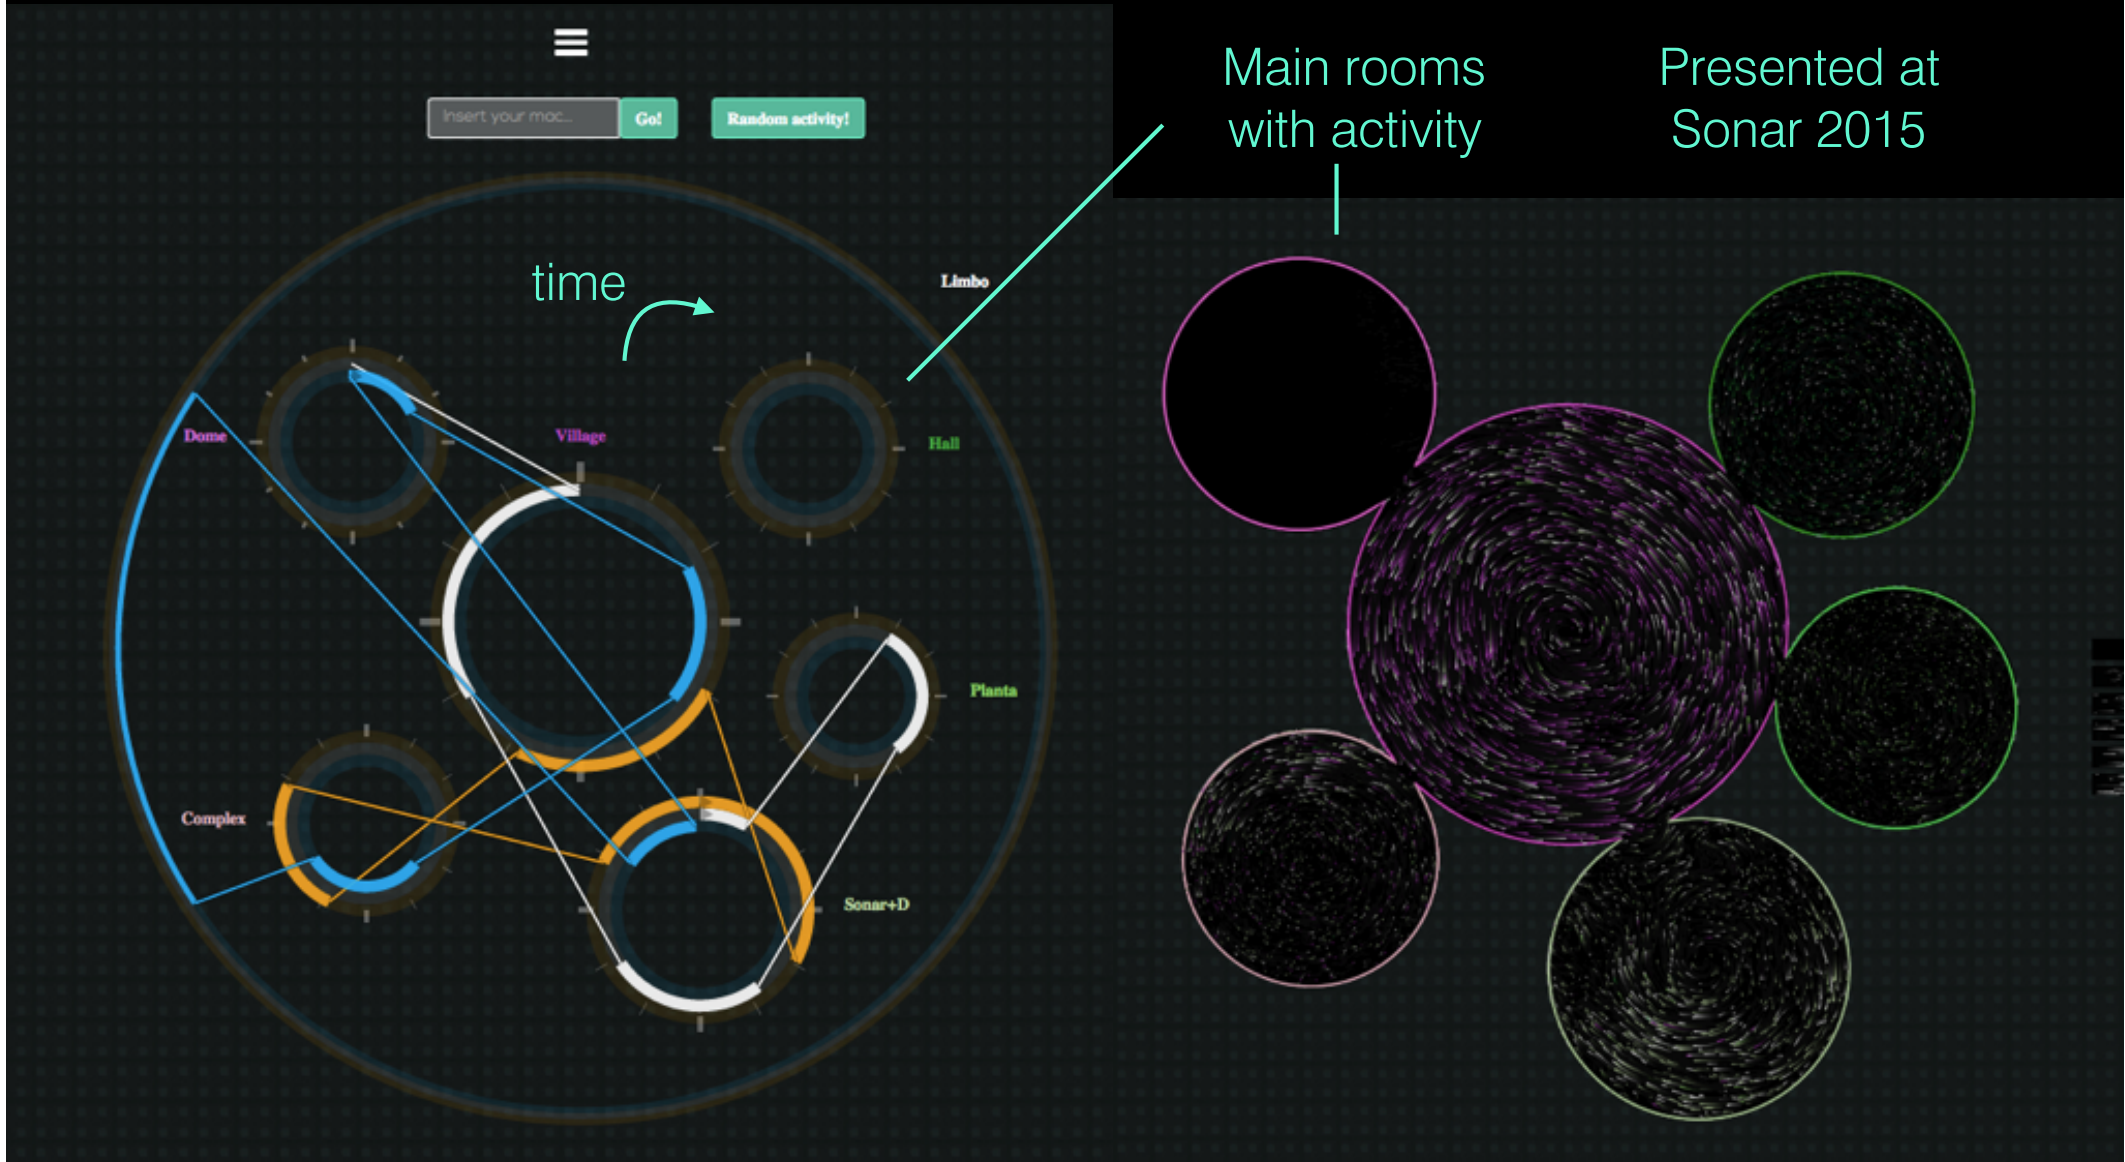 Insert your mac...
Go!
Random activity!
Main rooms
with activity
Presented at
Sonar 2015
time
Limbo
Dome
Village
Hall
Planta
Complex
Sonar+D